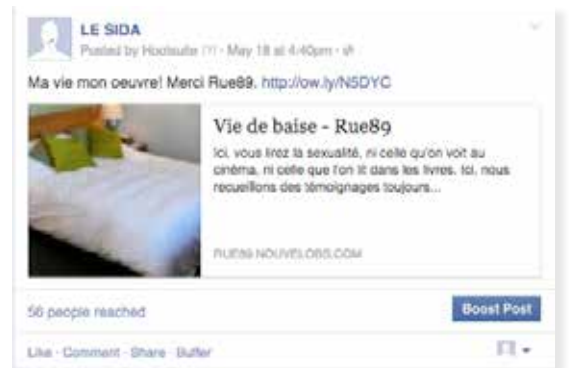 LE SIDA
Posted by Hootsuite [?] · May 18 at 4:40pm ·
Ma vie mon oeuvre! Merci Rue89. http://ow.ly/N5DYC
Vie de baise - Rue89
Ici, vous lirez la sexualité, ni celle qu'on voit au
cinéma, ni celle que l'on lit dans les livres. Ici, nous
recueillons des témoignages toujours...
RUE89.NOUVELOBS.COM
56 people reached
Boost Post
Like · Comment · Share · Buffer